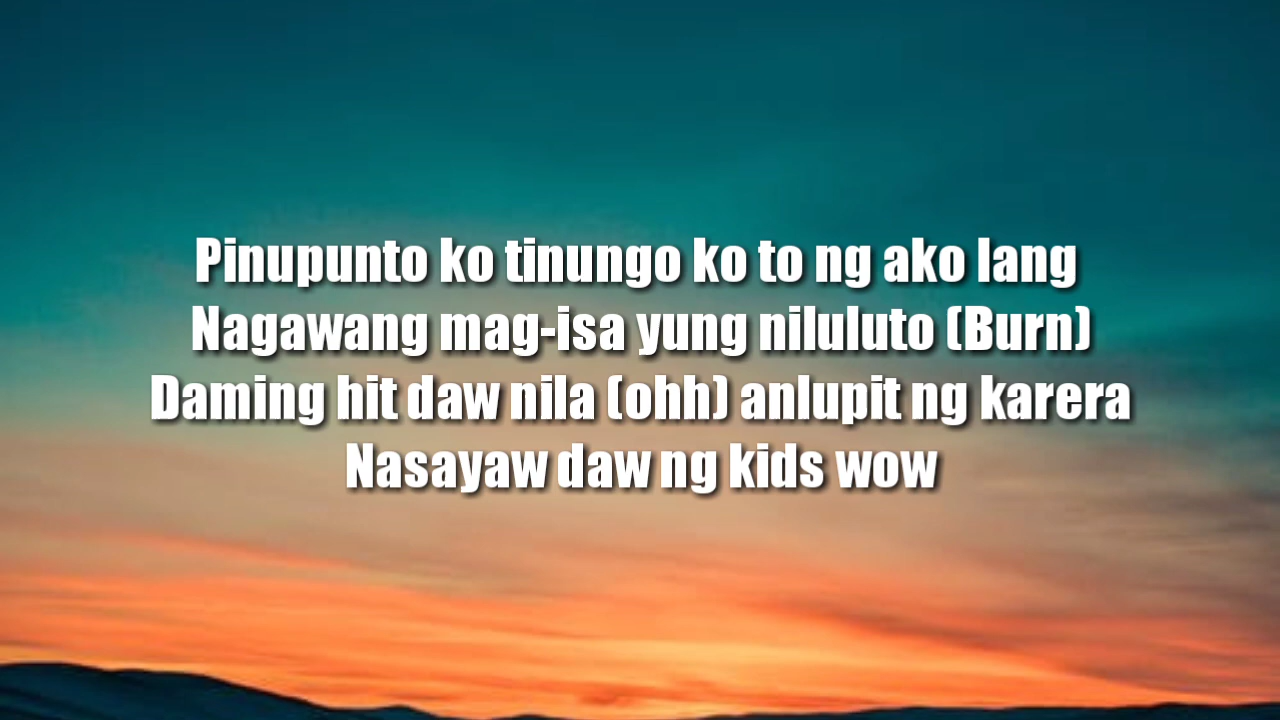 Pinupunto ko tinungo ko to ng ako lang
Nagawang mag-isa yung niluluto (Burn)
Daming hit daw nila (ohh) anlupit ng karera
Nasayaw daw ng kids wow